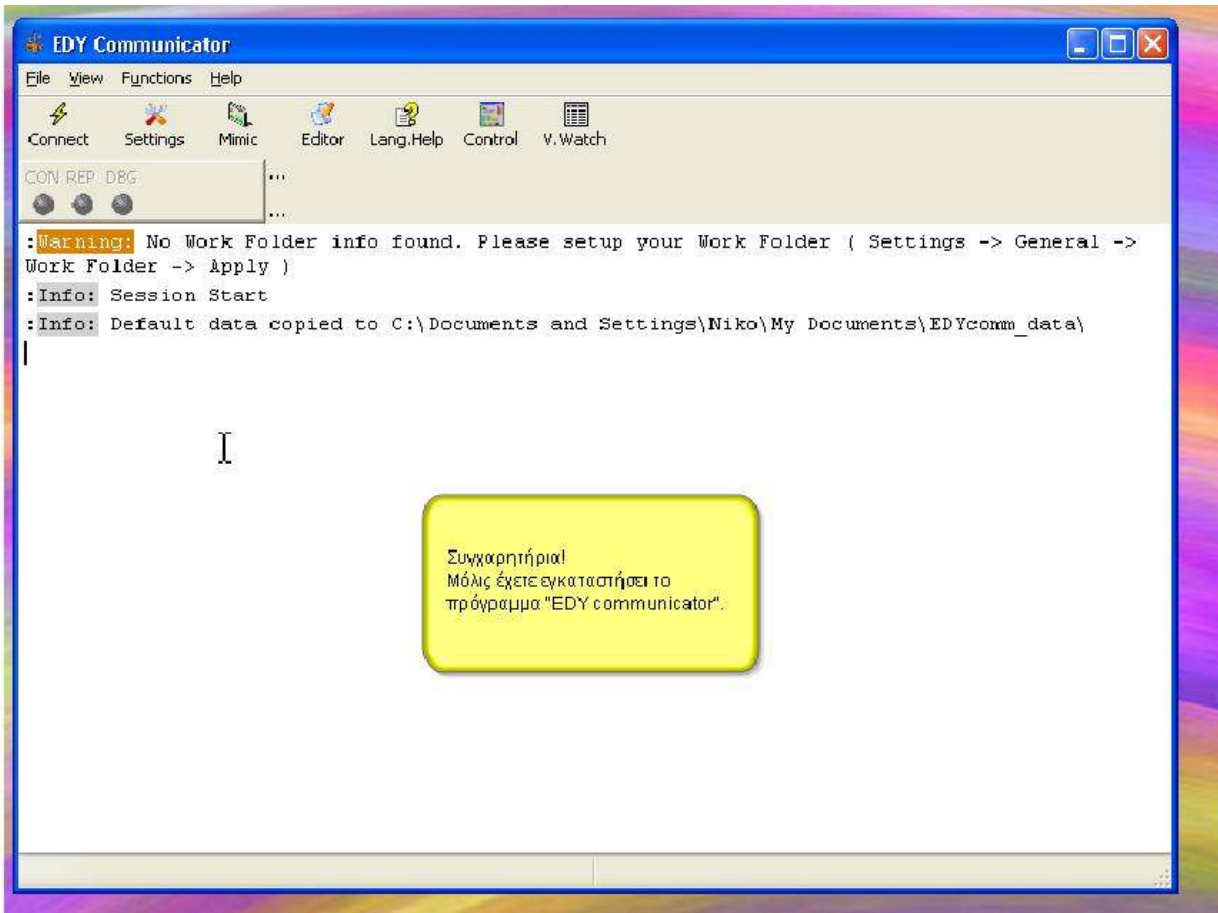 EDY Communicator
File View Functions Help
Connect Settings Mimic Editor Lang.Help Control V.Watch
CON REP DBG
...
...
:Warning: No Work Folder info found. Please setup your Work Folder ( Settings -> General ->
Work Folder -> Apply )
:Info: Session Start
:Info: Default data copied to C:\Documents and Settings\Niko\My Documents\EDYcomm_data\
Συγχαρητήρια!
Μόλις έχετε εγκαταστήσει το
πρόγραμμα "EDY communicator".